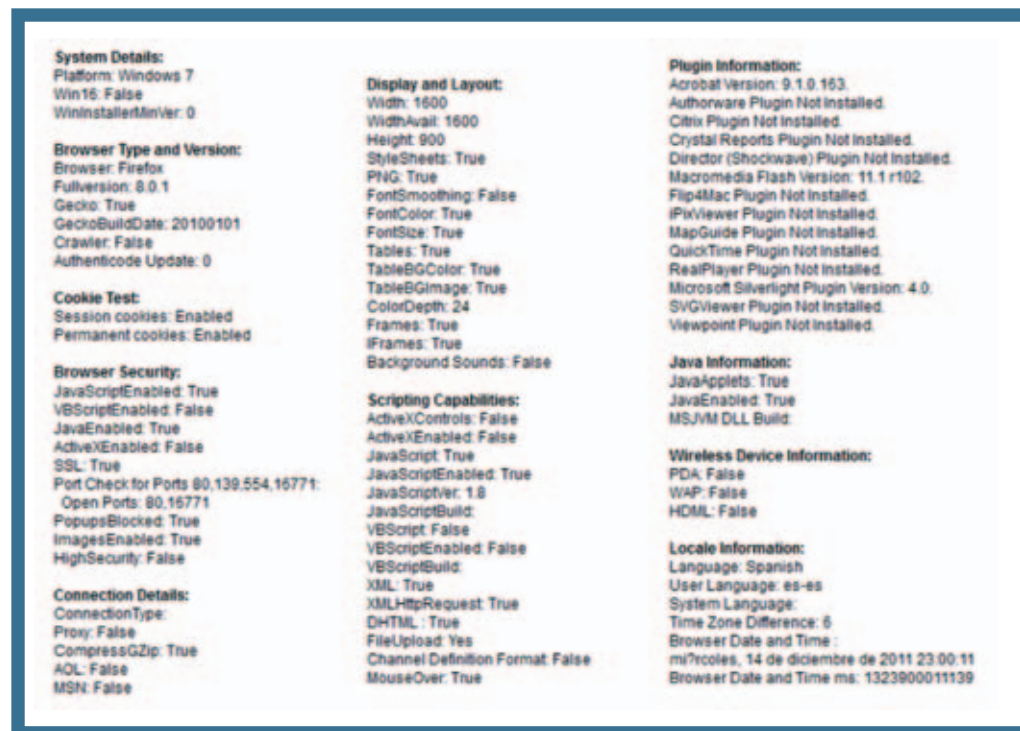 System Details:
Platform: Windows 7
Win16: False
WinInstallerMinVer: 0
Browser Type and Version:
Browser: Firefox
Fullversion: 8.0.1
Gecko: True
GeckoBuildDate: 20100101
Crawler: False
Authenticode Update: 0
Cookie Test:
Session cookies: Enabled
Permanent cookies: Enabled
Browser Security:
JavaScriptEnabled: True
VBScriptEnabled: False
JavaEnabled: True
ActiveXEnabled: False
SSL: True
Port Check for Ports 80,139,554,16771:
Open Ports: 80,16771
PopupsBlocked: True
ImagesEnabled: True
HighSecurity: False
Connection Details:
ConnectionType:
Proxy: False
CompressGZip: True
AOL: False
MSN: False
Display and Layout:
Width: 1600
WidthAvail: 1600
Height: 900
StyleSheets: True
PNG: True
FontSmoothing: False
FontColor: True
FontSize: True
Tables: True
TableBGColor: True
TableBGImage: True
ColorDepth: 24
Frames: True
IFrames: True
Background Sounds: False
Scripting Capabilities:
ActiveXControls: False
ActiveXEnabled: False
JavaScript: True
JavaScriptEnabled: True
JavaScriptVer: 1.8
JavaScriptBuild:
VBScript: False
VBScriptEnabled: False
VBScriptBuild:
XML: True
XMLHttpRequest: True
DHTML : True
FileUpload: Yes
Channel Definition Format: False
MouseOver: True
Plugin Information:
Acrobat Version: 9.1.0.163.
Authorware Plugin Not Installed.
Citrix Plugin Not Installed.
Crystal Reports Plugin Not Installed.
Director (Shockwave) Plugin Not Installed.
Macromedia Flash Version: 11.1 r102.
Flip4Mac Plugin Not Installed.
iPixViewer Plugin Not Installed.
MapGuide Plugin Not Installed.
QuickTime Plugin Not Installed.
RealPlayer Plugin Not Installed.
Microsoft Silverlight Plugin Version: 4.0.
SVGViewer Plugin Not Installed.
Viewpoint Plugin Not Installed.
Java Information:
JavaApplets: True
JavaEnabled: True
MSJVM DLL Build:
Wireless Device Information:
PDA: False
WAP: False
HDML: False
Locale Information:
Language: Spanish
User Language: es-es
System Language:
Time Zone Difference: 6
Browser Date and Time :
mi?rcoles, 14 de diciembre de 2011 23:00:11
Browser Date and Time ms: 1323900011139